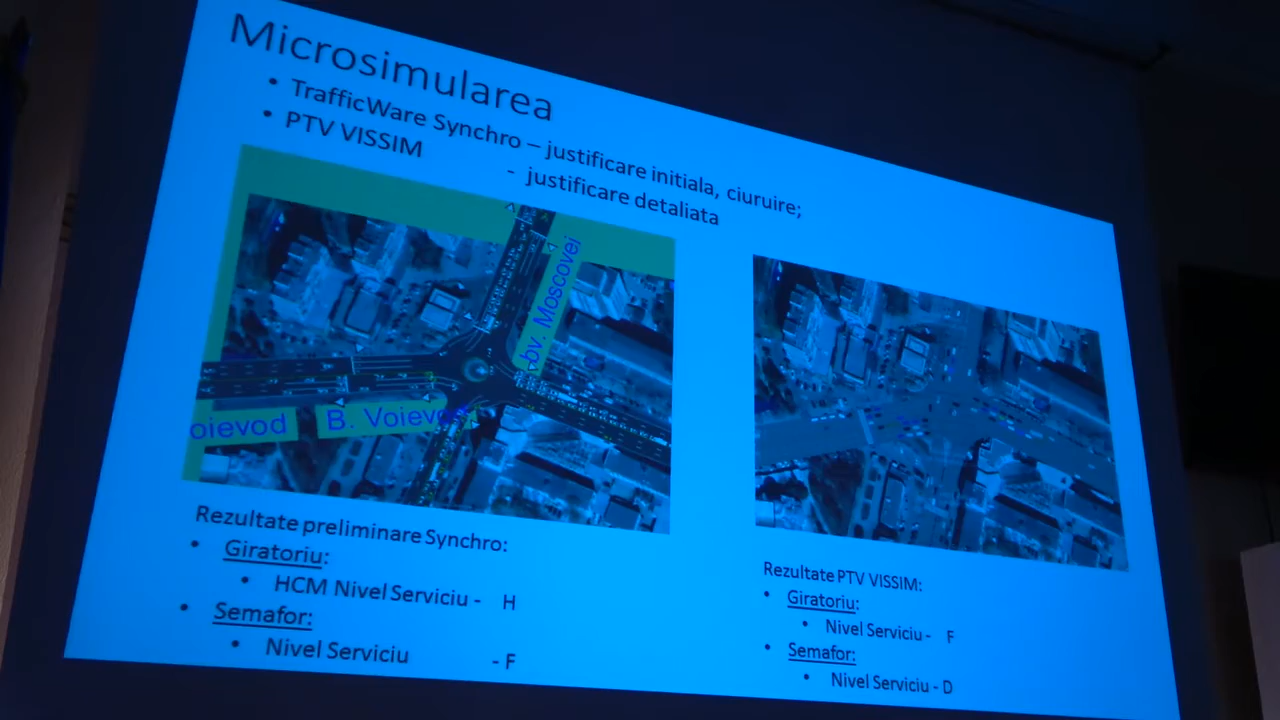 Microsimularea
• TrafficWare Synchro – justificare initiala, ciuruire;
• PTV VISSIM
- justificare detaliata
bv. Moscovei
oievod
B. Voievod
Rezultate preliminare Synchro:
• Giratoriu:
• HCM Nivel Serviciu - H
• Semafor:
• Nivel Serviciu - F
Rezultate PTV VISSIM:
• Giratoriu:
• Nivel Serviciu - F
• Semafor:
• Nivel Serviciu - D